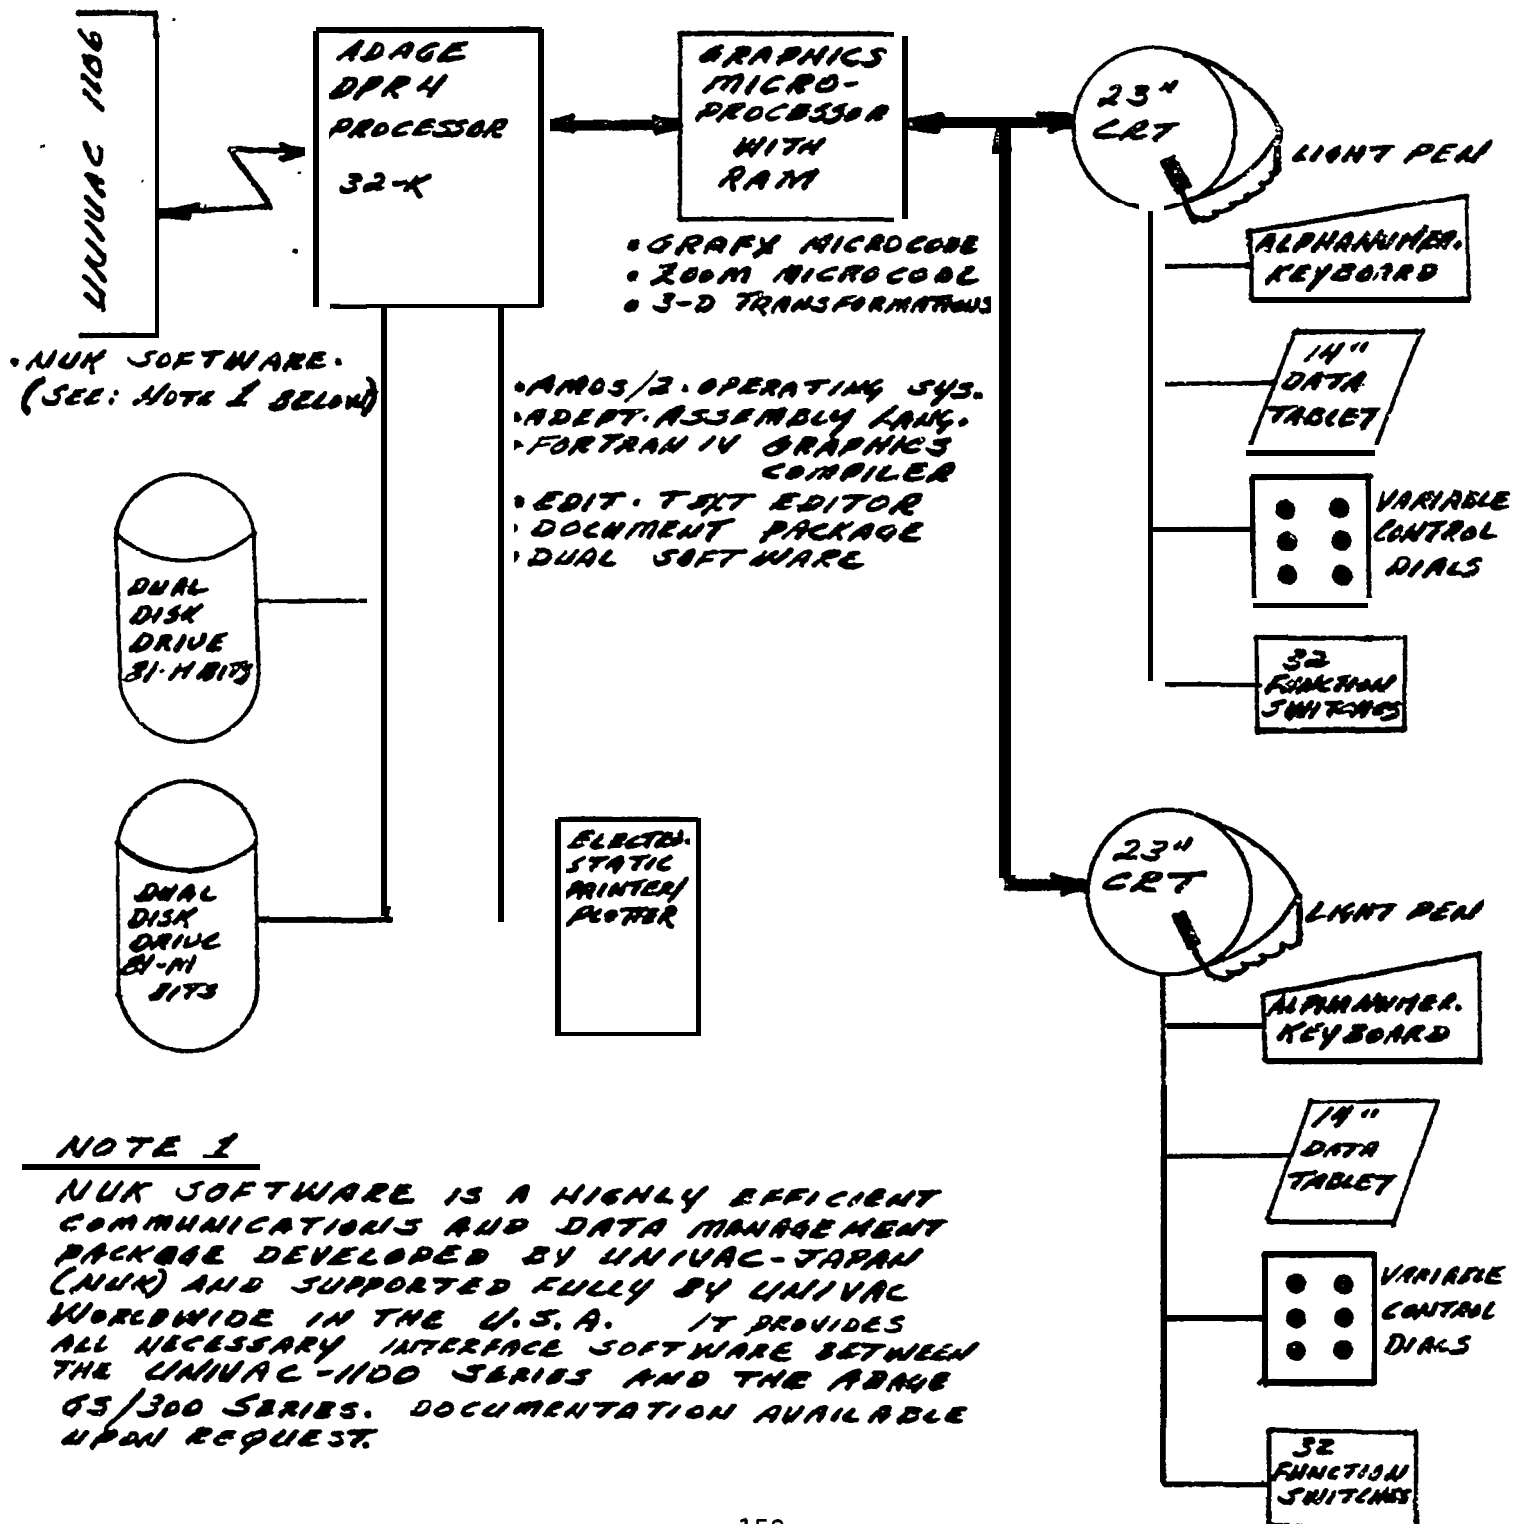 UNIVAC 1106
ADAGE
DPR4
PROCESSOR
32-K
GRAPHICS
MICRO-
PROCESSOR
WITH
RAM
23"
CRT
LIGHT PEN
ALPHANUMER.
KEYBOARD
• GRAFX MICROCODE
• ZOOM MICROCODE
• 3-D TRANSFORMATIONS
14"
DATA
TABLET
• NUK SOFTWARE.
(SEE: NOTE 1 BELOW)
• AMOS/2. OPERATING SYS.
• ADEPT. ASSEMBLY LANG.
• FORTRAN IV GRAPHICS
COMPILER
• EDIT. TEXT EDITOR
• DOCUMENT PACKAGE
• DUAL SOFTWARE
VARIABLE
CONTROL
DIALS
DUAL
DISK
DRIVE
81-M BITS
32
FUNCTION
SWITCHES
DUAL
DISK
DRIVE
81-M
BITS
ELECTRO.
STATIC
PRINTER/
PLOTTER
23"
CRT
LIGHT PEN
ALPHANUMER.
KEYBOARD
14"
DATA
TABLET
VARIABLE
CONTROL
DIALS
32
FUNCTION
SWITCHES
NOTE 1
NUK SOFTWARE IS A HIGHLY EFFICIENT
COMMUNICATIONS AND DATA MANAGEMENT
PACKAGE DEVELOPED BY UNIVAC-JAPAN
(NUK) AND SUPPORTED FULLY BY UNIVAC
WORLDWIDE IN THE U.S.A. IT PROVIDES
ALL NECESSARY INTERFACE SOFTWARE BETWEEN
THE UNIVAC-1100 SERIES AND THE ADAGE
GS/300 SERIES. DOCUMENTATION AVAILABLE
UPON REQUEST.